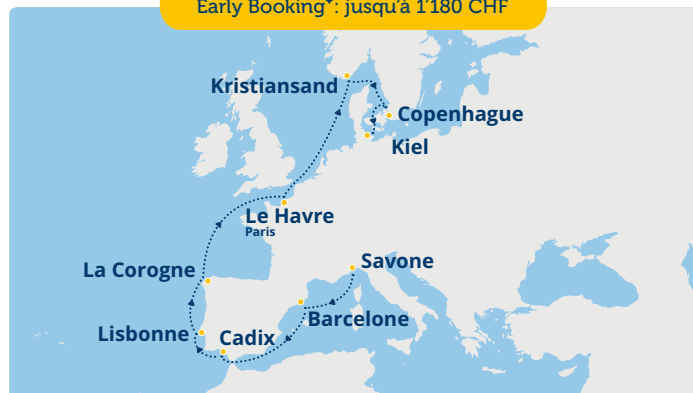 Early Booking*: jusqu'à 1'180 CHF
Kristiansand
Copenhague
Kiel
Le Havre
Paris
Savone
La Corogne
Barcelone
Lisbonne
Cadix